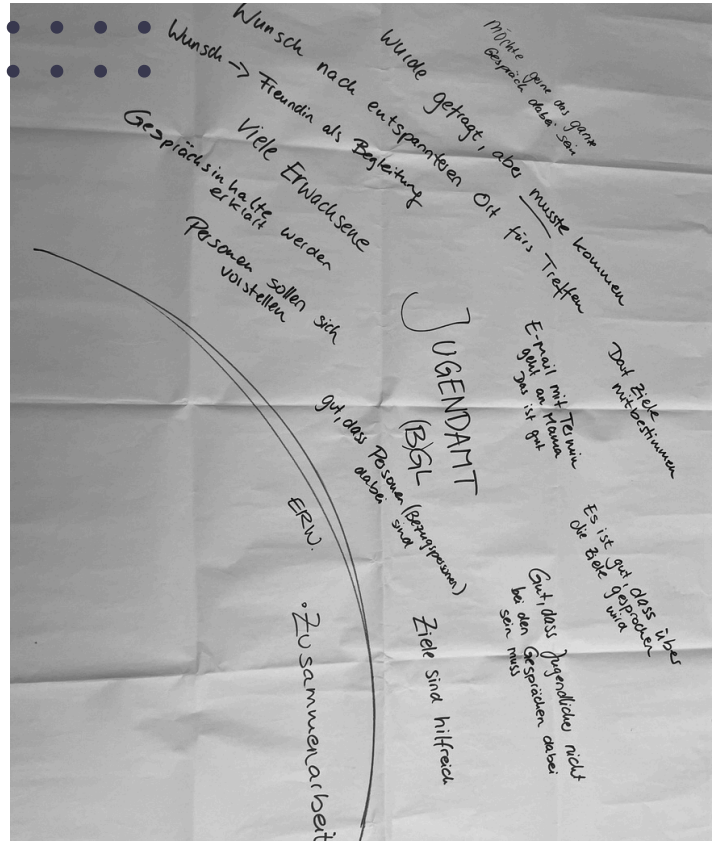 Möchte gerne das ganze
Gespräch dabei sein
Wurde gefragt, aber musste kommen
Wunsch nach entspannteren Ort fürs Treffen
Wunsch -> Freundin als Begleitung
Viele Erwachsene
Gesprächsinhalte werden
erklärt
Personen sollen sich
vorstellen
JUGENDAMT
(B)GL
E-Mail mit Termin
geht an Mama
Das ist gut
Darf Ziele
mitbestimmen
gut, dass Personen (Bezugspersonen)
dabei sind
Es ist gut, dass über
die Ziele gesprochen
wird
Gut, dass Jugendlicher nicht
bei den Gesprächen dabei
sein muss
Ziele sind hilfreich
ERW.
·Zusammenarbeit